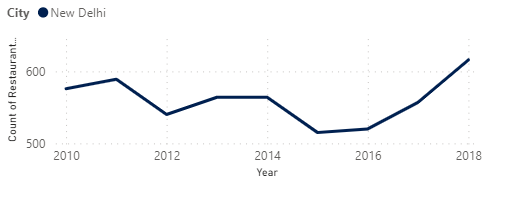 City New Delhi
Count of Restaurant...
600
500
2010 2012 2014 2016 2018
Year